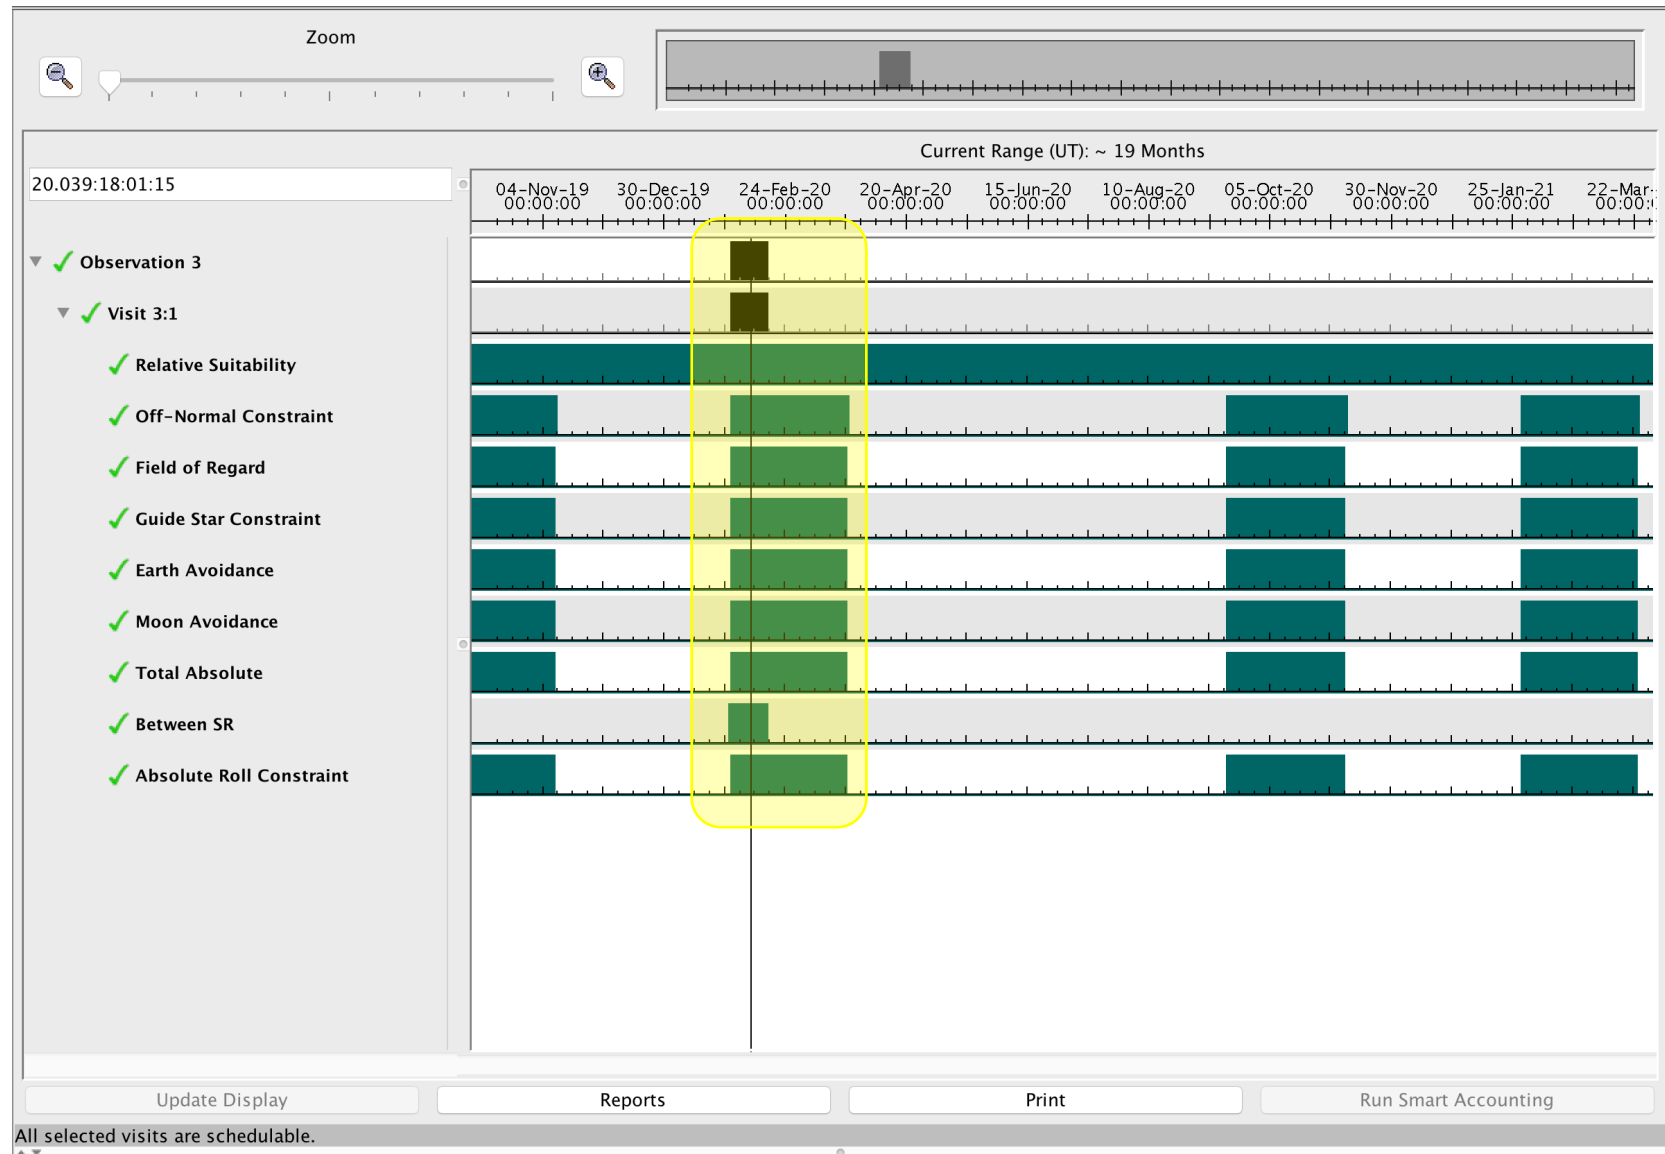 Zoom
Current Range (UT): ~ 19 Months
20.039:18:01:15
04-Nov-19 30-Dec-19 24-Feb-20 20-Apr-20 15-Jun-20 10-Aug-20 05-Oct-20 30-Nov-20 25-Jan-21 22-Mar-
00:00:00 00:00:00 00:00:00 00:00:00 00:00:00 00:00:00 00:00:00 00:00:00 00:00:00 00:00:
Observation 3
Visit 3:1
Relative Suitability
Off-Normal Constraint
Field of Regard
Guide Star Constraint
Earth Avoidance
Moon Avoidance
Total Absolute
Between SR
Absolute Roll Constraint
Update Display Reports Print Run Smart Accounting
All selected visits are schedulable.